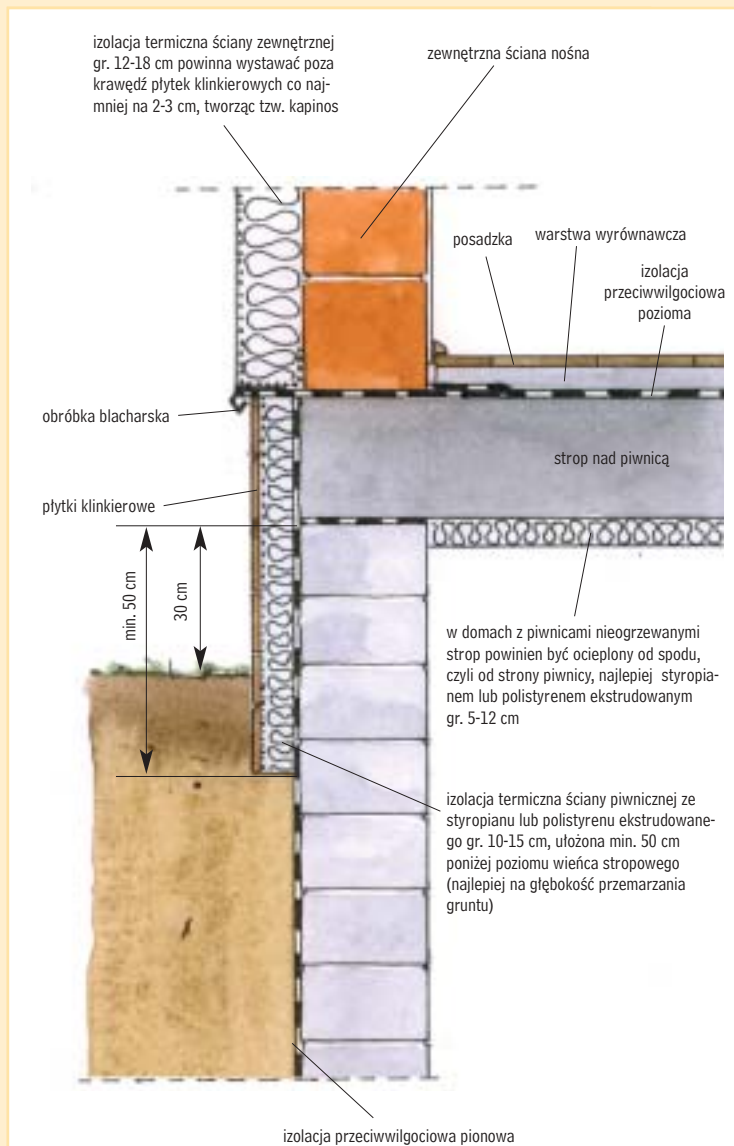 izolacja termiczna ściany zewnętrznej
gr. 12-18 cm powinna wystawać poza
krawędź płytek klinkierowych co naj-
mniej na 2-3 cm, tworząc tzw. kapinos
zewnętrzna ściana nośna
posadzka
warstwa wyrównawcza
izolacja
przeciwwilgociowa
pozioma
obróbka blacharska
strop nad piwnicą
płytki klinkierowe
min. 50 cm
30 cm
w domach z piwnicami nieogrzewanymi
strop powinien być ocieplony od spodu,
czyli od strony piwnicy, najlepiej styropia-
nem lub polistyrenem ekstrudowanym
gr. 5-12 cm
izolacja termiczna ściany piwnicznej ze
styropianu lub polistyrenu ekstrudowane-
go gr. 10-15 cm, ułożona min. 50 cm
poniżej poziomu wieńca stropowego
(najlepiej na głębokość przemarzania
gruntu)
izolacja przeciwwilgociowa pionowa